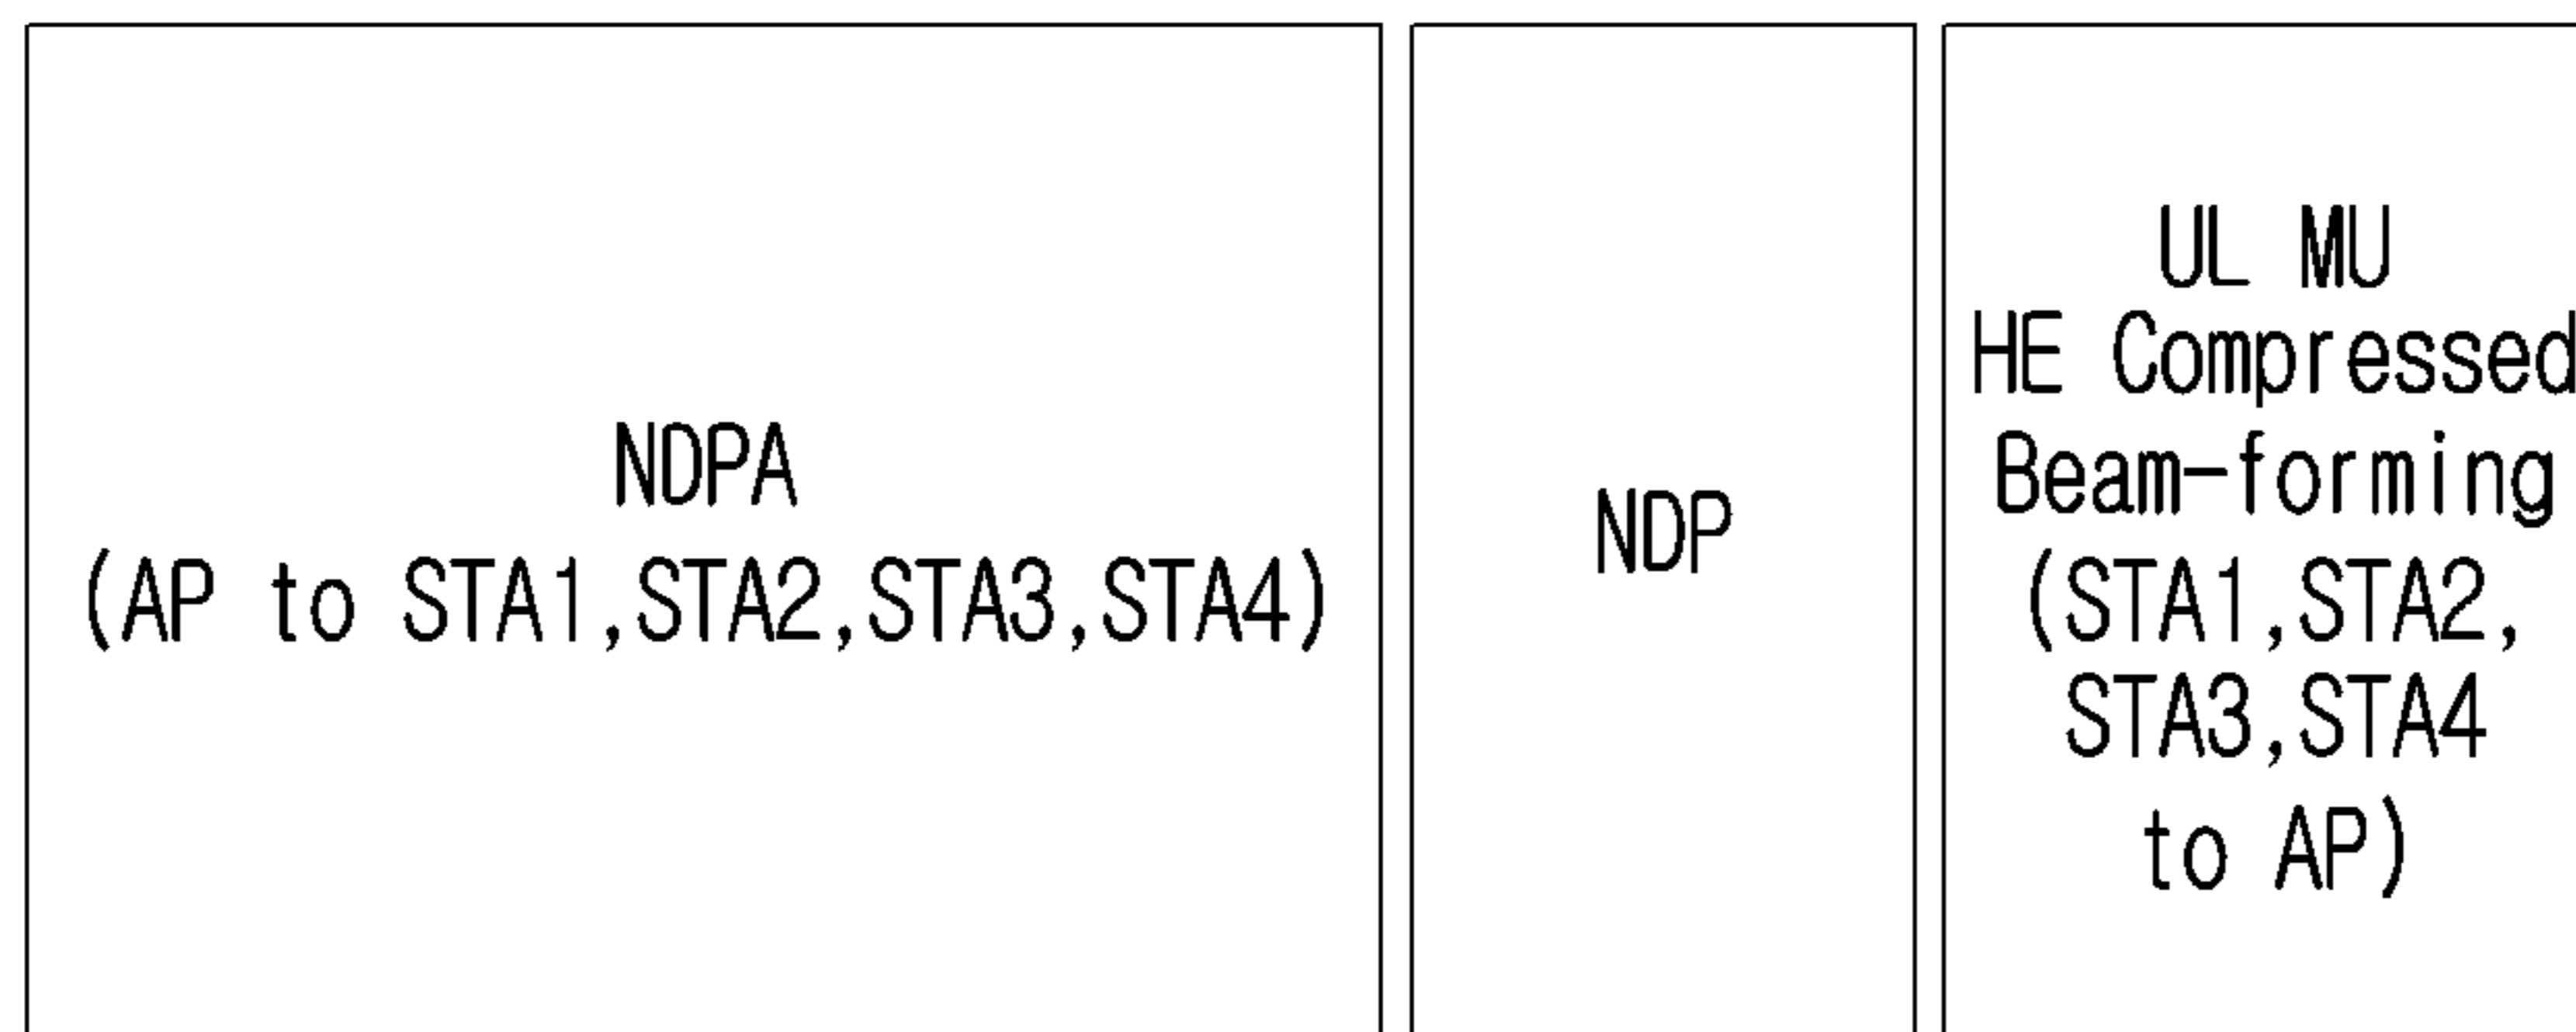 NDPA
(AP to STA1,STA2,STA3,STA4)
NDP
UL MU
HE Compressed
Beam-forming
(STA1,STA2,
STA3,STA4
to AP)